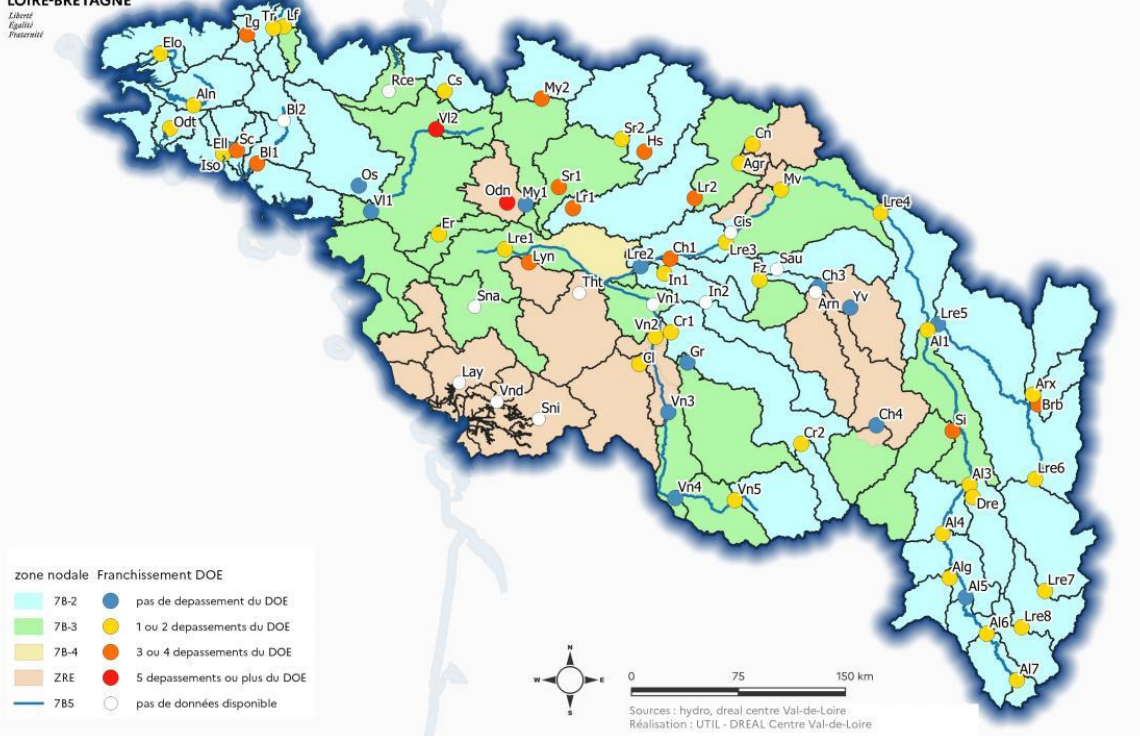 LOIRE-BRETAGNE
Liberté
Égalité
Fraternité
Lg Tr Lf
Elo
Rce Cs My2
Aln Bl2 Vl2
Odt Sr2 Hs Cn
Ell Sc
Iso Bl1 Agr
Os Odn My1 Sr1 Lr1 Lr2 Mv
Vl1 Lre4
Er Cis
Lre1 Lre2 Ch1 Lre3
Lyn In1 Fz Sau
Tht Ch3
Sna Vn1 In2 Arn Yv
Vn2 Cr1 Lre5
Al1
Cl Gr
Lay Arx
Vnd Vn3 Brb
Sni Ch4 Si
Cr2
Al3 Lre6
Vn4 Vn5 Dre
Al4
Alg
Al5 Lre7
Al6 Lre8
Al7
zone nodale Franchissement DOE
7B-2 pas de depassement du DOE
7B-3 1 ou 2 depassements du DOE
7B-4 3 ou 4 depassements du DOE
ZRE 5 depassements ou plus du DOE
7B5 pas de données disponible
N
W E
S
0 75 150 km
Sources : hydro, dreal centre Val-de-Loire
Réalisation : UTIL - DREAL Centre Val-de-Loire